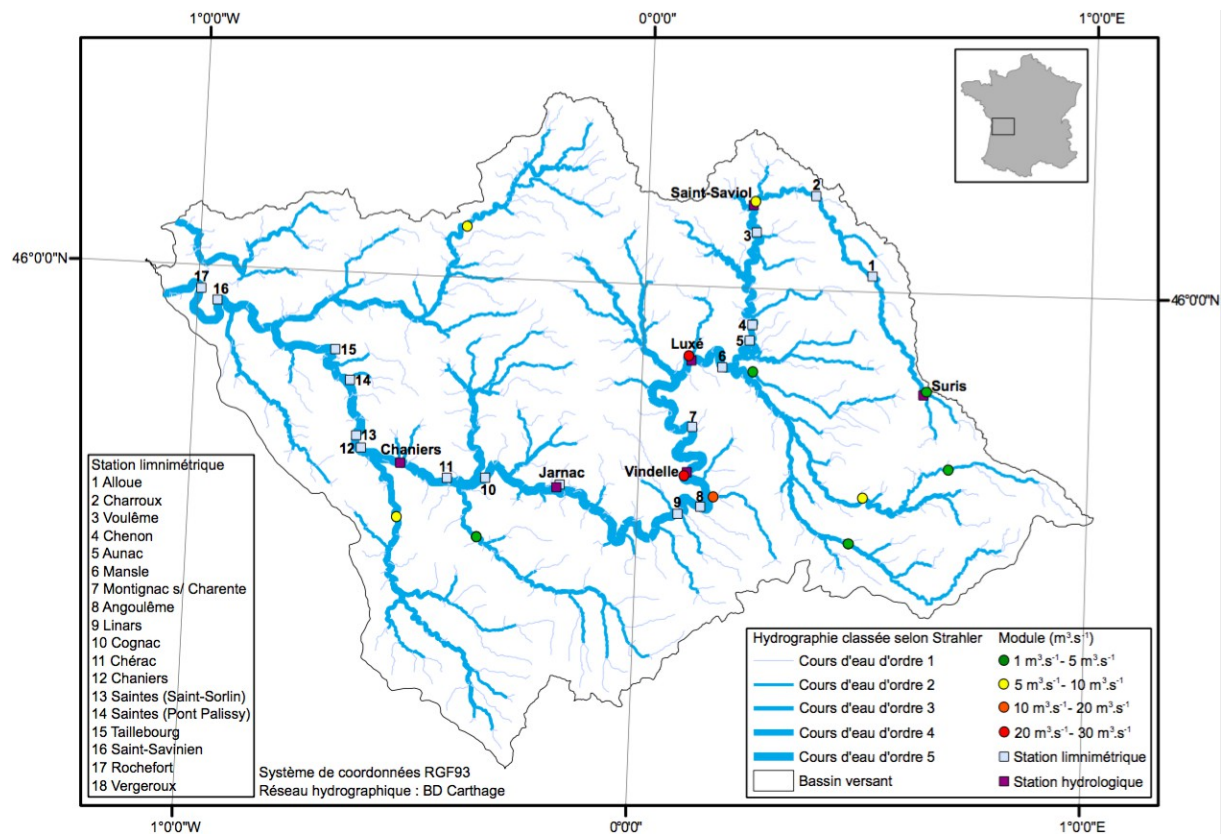 1°0'0"W
0°0'0"
1°0'0"E
Saint-Saviol
2
3
1
46°0'0"N
46°0'0"N
17
16
4
5
Luxé
6
15
14
Suris
7
13
12
Chaniers
11
10
Jarnac
Vindelle
9
8
Station limnimétrique
1 Alloue
2 Charroux
3 Voulême
4 Chenon
5 Aunac
6 Mansle
7 Montignac s/ Charente
8 Angoulême
9 Linars
10 Cognac
11 Chérac
12 Chaniers
13 Saintes (Saint-Sorlin)
14 Saintes (Pont Palissy)
15 Taillebourg
16 Saint-Savinien
17 Rochefort
18 Vergeroux
Système de coordonnées RGF93
Réseau hydrographique : BD Carthage
Hydrographie classée selon Strahler
Cours d'eau d'ordre 1
Cours d'eau d'ordre 2
Cours d'eau d'ordre 3
Cours d'eau d'ordre 4
Cours d'eau d'ordre 5
Bassin versant
Module (m³.s⁻¹)
1 m³.s⁻¹- 5 m³.s⁻¹
5 m³.s⁻¹- 10 m³.s⁻¹
10 m³.s⁻¹- 20 m³.s⁻¹
20 m³.s⁻¹- 30 m³.s⁻¹
Station limnimétrique
Station hydrologique
1°0'0"W
0°0'0"
1°0'0"E